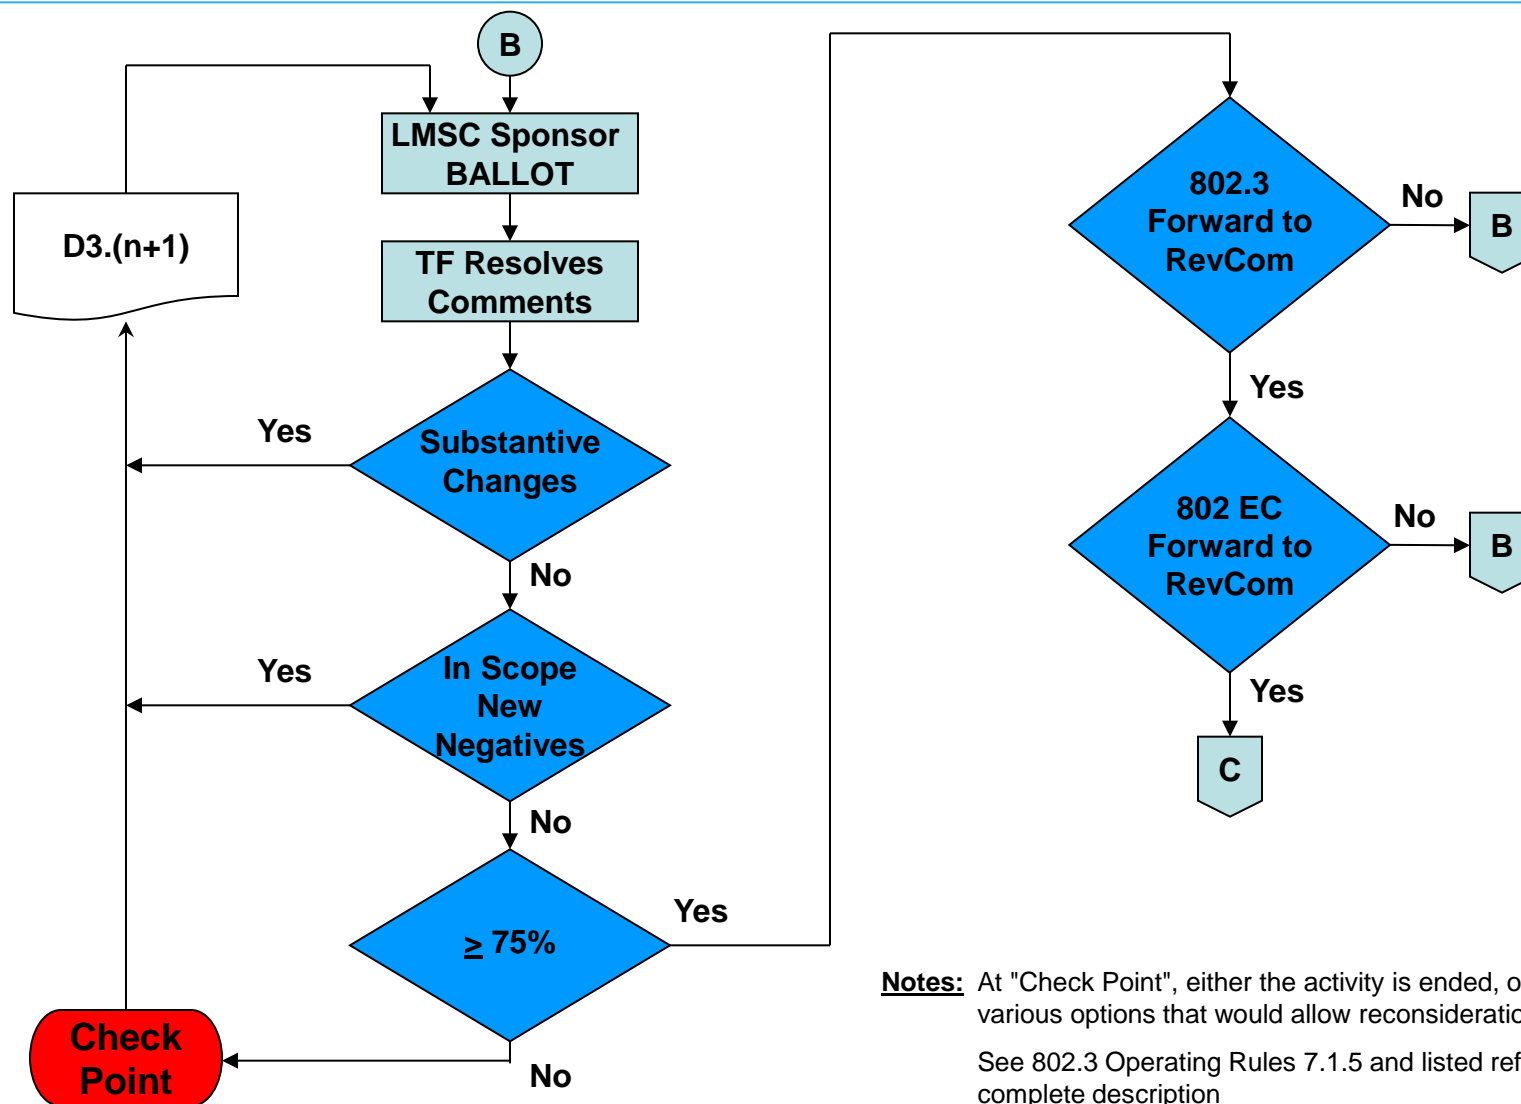 B
LMSC Sponsor
BALLOT
D3.(n+1)
TF Resolves
Comments
Yes
Substantive
Changes
No
Yes
In Scope
New
Negatives
No
≥ 75%
Yes
Check
Point
No
802.3
Forward to
RevCom
No
B
Yes
802 EC
Forward to
RevCom
No
B
Yes
C
Notes: At "Check Point", either the activity is ended, o
various options that would allow
See 802.3 Operating Rules 7.1.5 and listed
complete description